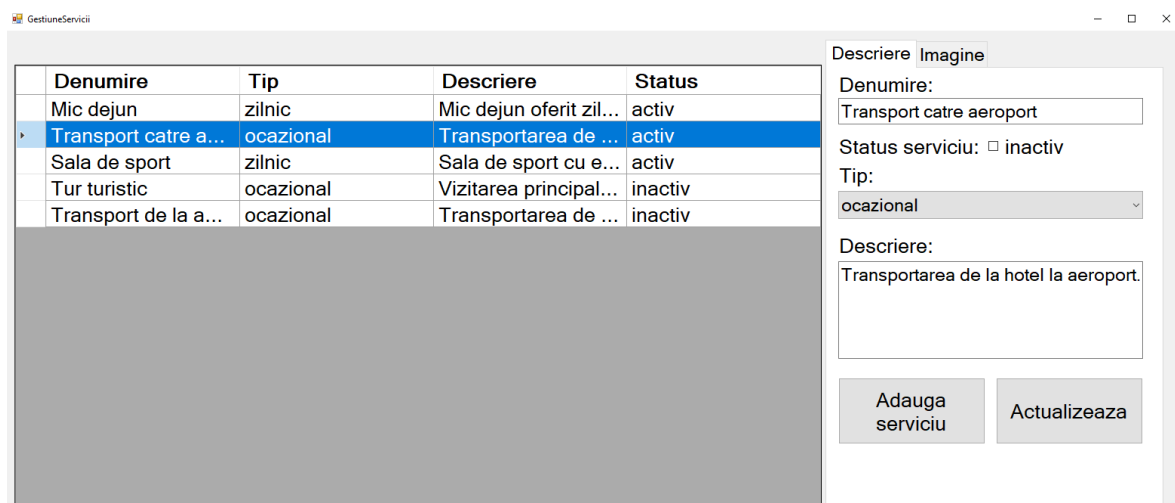 GestiuneServicii
Denumire Tip Descriere Status
Mic dejun zilnic Mic dejun oferit zil... activ
Transport catre a... ocazional Transportarea de ... activ
Sala de sport zilnic Sala de sport cu e... activ
Tur turistic ocazional Vizitarea principal... inactiv
Transport de la a... ocazional Transportarea de ... inactiv
Descriere Imagine
Denumire:
Transport catre aeroport
Status serviciu: inactiv
Tip:
ocazional
Descriere:
Transportarea de la hotel la aeroport.
Adauga
serviciu
Actualizeaza